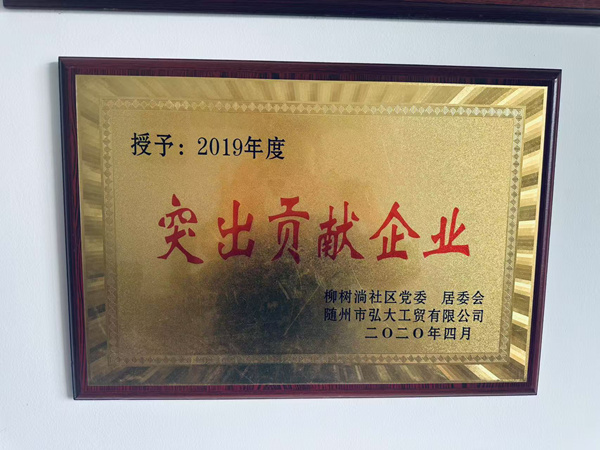 授予：2019年度
突出贡献企业
柳树淌社区党委　居委会
随州市弘大工贸有限公司
二〇二〇年四月